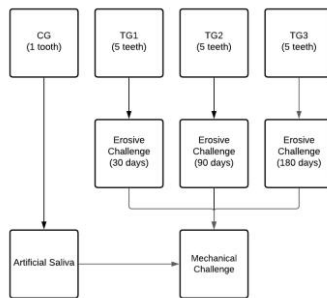 CG
(1 tooth)
TG1
(5 teeth)
TG2
(5 teeth)
TG3
(5 teeth)
Erosive
Challenge
(30 days)
Erosive
Challenge
(90 days)
Erosive
Challenge
(180 days)
Artificial Saliva
Mechanical
Challenge